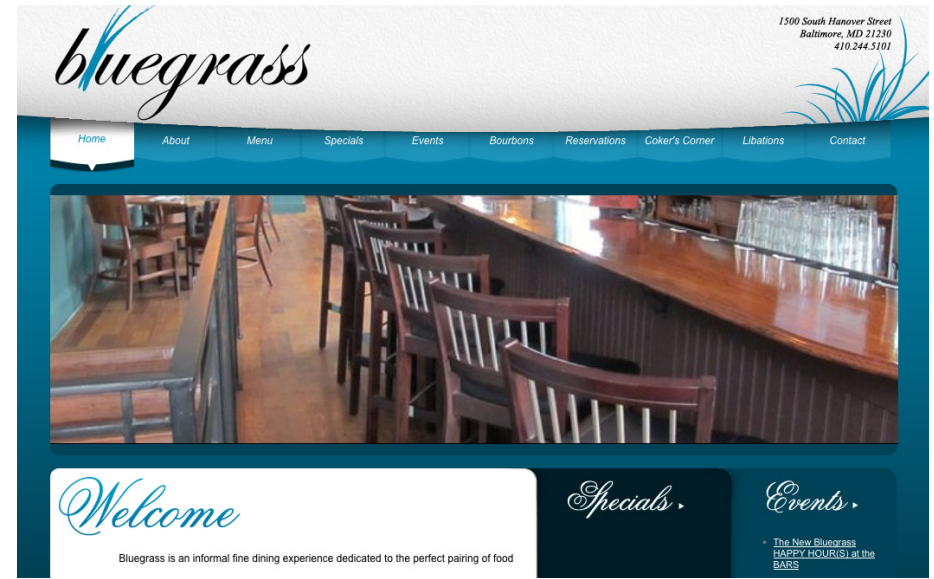 bluegrass
1500 South Hanover Street
Baltimore, MD 21230
410.244.5101
Home About Menu Specials Events Bourbons Reservations Coker's Corner Libations Contact
Welcome
Bluegrass is an informal fine dining experience dedicated to the perfect pairing of food
Specials
Events
The New Bluegrass
HAPPY HOUR(S) at the
BARS